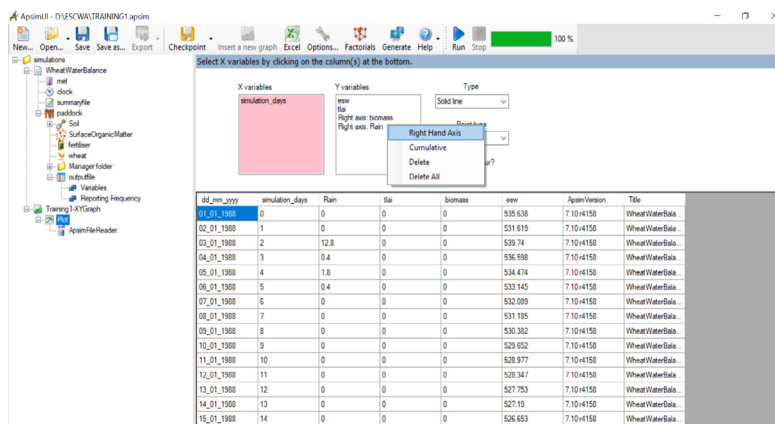 ApsimUI - D:\ESCWA\TRAINING1.apsim
New... Open... Save Save as... Export Checkpoint Insert a new graph Excel Options... Factorials Generate Help Run Stop 100 %
simulations
WheatWaterBalance
met
clock
summaryfile
paddock
Soil
SurfaceOrganicMatter
fertiliser
wheat
Manager folder
outputfile
Variables
Reporting Frequency
Training1-XYGraph
Plot
ApsimFileReader
Select X variables by clicking on the column(s) at the bottom.
X variables
simulation_days
Y variables
esw
tlai
Right axis: biomass
Right axis: Rain
Type
Solid line
Point type
ur?
Right Hand Axis
Cumulative
Delete
Delete All
dd_mm_yyyy simulation_days Rain tlai biomass esw ApsimVersion Title
01_01_1988 0 0 0 0 535.638 7.10 r4158 WheatWaterBala...
02_01_1988 1 0 0 0 531.619 7.10 r4158 WheatWaterBala...
03_01_1988 2 12.8 0 0 539.74 7.10 r4158 WheatWaterBala...
04_01_1988 3 0.4 0 0 536.598 7.10 r4158 WheatWaterBala...
05_01_1988 4 1.8 0 0 534.474 7.10 r4158 WheatWaterBala...
06_01_1988 5 0.4 0 0 533.145 7.10 r4158 WheatWaterBala...
07_01_1988 6 0 0 0 532.089 7.10 r4158 WheatWaterBala...
08_01_1988 7 0 0 0 531.185 7.10 r4158 WheatWaterBala...
09_01_1988 8 0 0 0 530.382 7.10 r4158 WheatWaterBala...
10_01_1988 9 0 0 0 529.652 7.10 r4158 WheatWaterBala...
11_01_1988 10 0 0 0 528.977 7.10 r4158 WheatWaterBala...
12_01_1988 11 0 0 0 528.347 7.10 r4158 WheatWaterBala...
13_01_1988 12 0 0 0 527.753 7.10 r4158 WheatWaterBala...
14_01_1988 13 0 0 0 527.19 7.10 r4158 WheatWaterBala...
15_01_1988 14 0 0 0 526.653 7.10 r4158 WheatWaterBala...